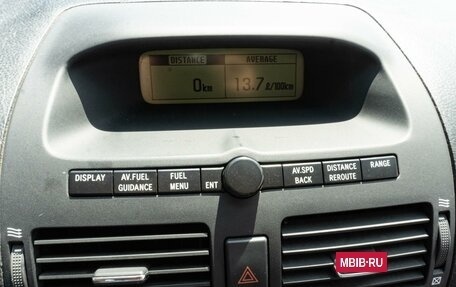 DISTANCE AVERAGE
0km 13.7ℓ/100km
DISPLAY AV.FUEL GUIDANCE FUEL MENU ENT AV.SPD BACK DISTANCE REROUTE RANGE
MBIB.RU